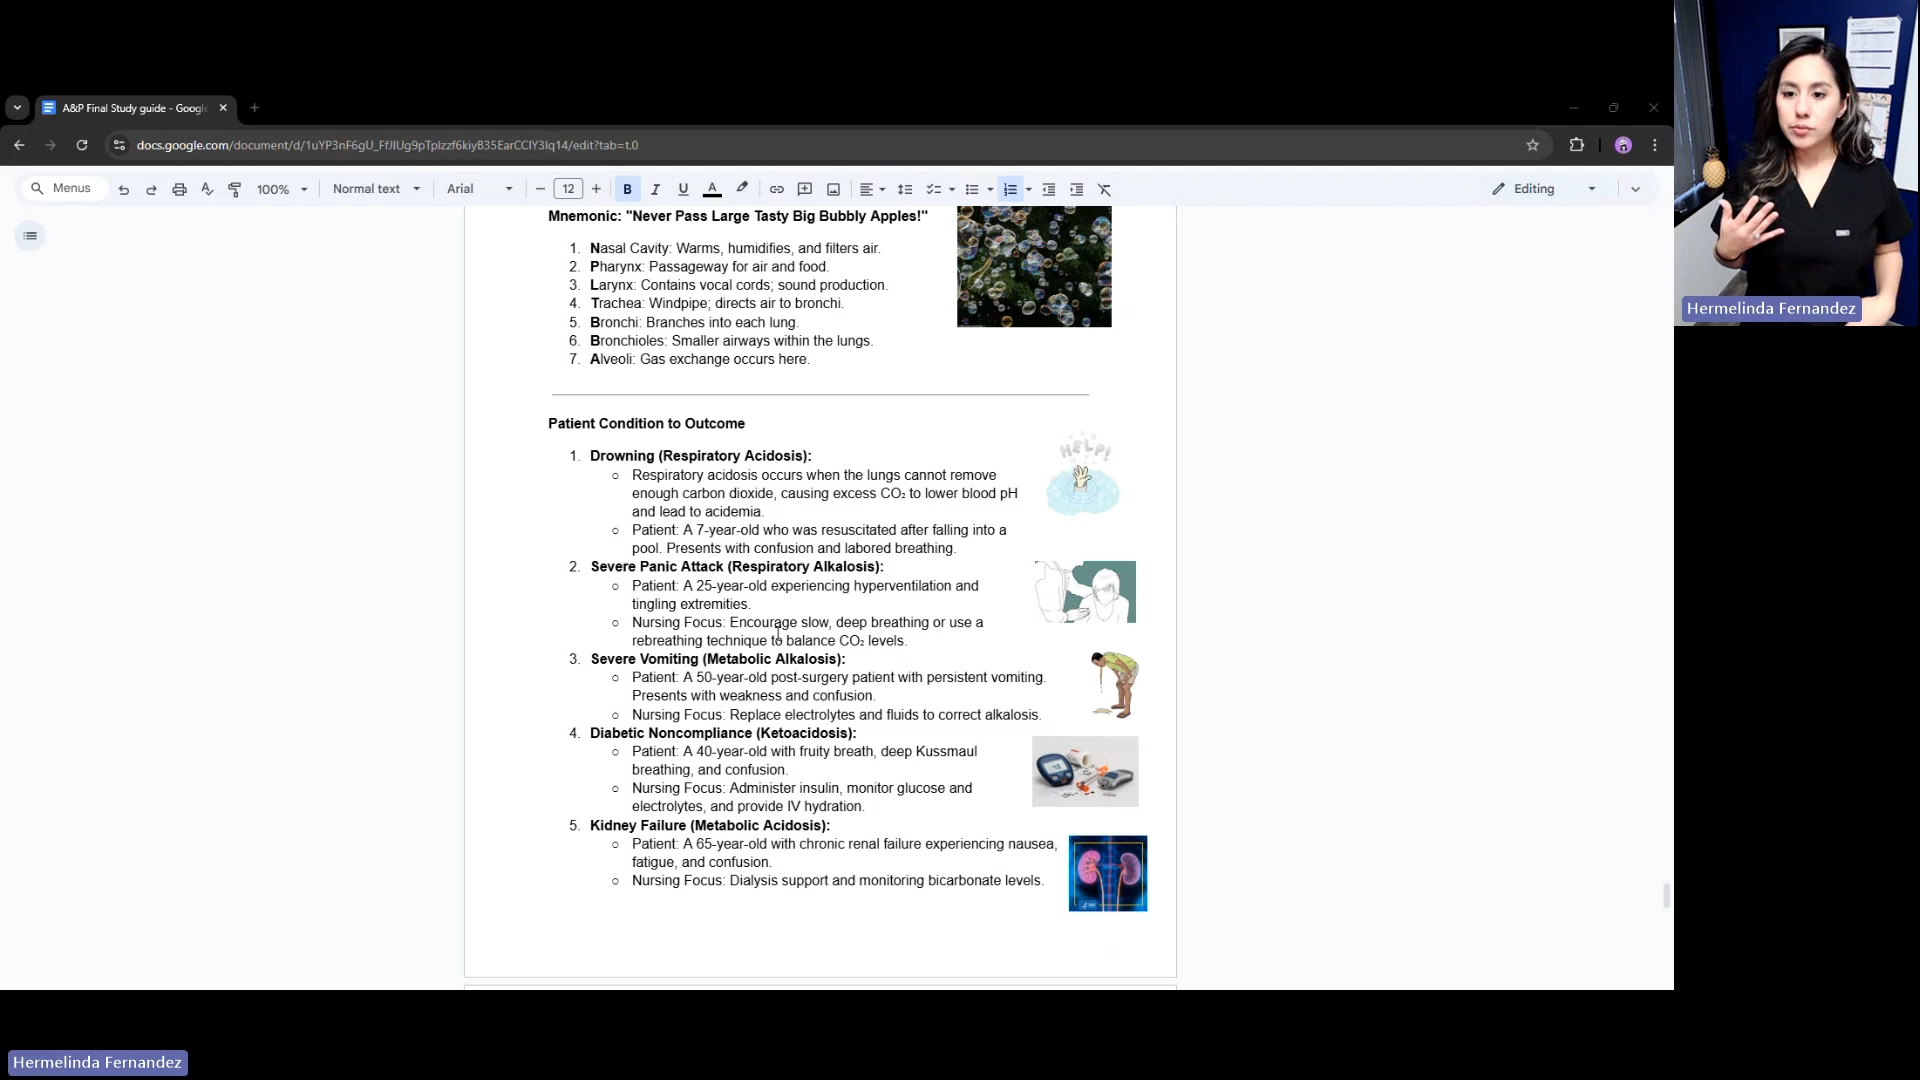 A&P Final Study guide - Google
docs.google.com/document/d/1uYP3nF6gU_FfJlUg9pTplzzf6kiyB35EarCClY3lq14/edit?tab=t.0
Menus
100%
Normal text
Arial
12
B
I
U
A
Editing
Mnemonic: "Never Pass Large Tasty Big Bubbly Apples!"
1. Nasal Cavity: Warms, humidifies, and filters air.
2. Pharynx: Passageway for air and food.
3. Larynx: Contains vocal cords; sound production.
4. Trachea: Windpipe; directs air to bronchi.
5. Bronchi: Branches into each lung.
6. Bronchioles: Smaller airways within the lungs.
7. Alveoli: Gas exchange occurs here.
Patient Condition to Outcome
HELP!
1. Drowning (Respiratory Acidosis):
○ Respiratory acidosis occurs when the lungs cannot remove
enough carbon dioxide, causing excess CO₂ to lower blood pH
and lead to acidemia.
○ Patient: A 7-year-old who was resuscitated after falling into a
pool. Presents with confusion and labored breathing.
2. Severe Panic Attack (Respiratory Alkalosis):
○ Patient: A 25-year-old experiencing hyperventilation and
tingling extremities.
○ Nursing Focus: Encourage slow, deep breathing or use a
rebreathing technique to balance CO₂ levels.
3. Severe Vomiting (Metabolic Alkalosis):
○ Patient: A 50-year-old post-surgery patient with persistent vomiting.
Presents with weakness and confusion.
○ Nursing Focus: Replace electrolytes and fluids to correct alkalosis.
4. Diabetic Noncompliance (Ketoacidosis):
○ Patient: A 40-year-old with fruity breath, deep Kussmaul
breathing, and confusion.
○ Nursing Focus: Administer insulin, monitor glucose and
electrolytes, and provide IV hydration.
5. Kidney Failure (Metabolic Acidosis):
○ Patient: A 65-year-old with chronic renal failure experiencing nausea,
fatigue, and confusion.
○ Nursing Focus: Dialysis support and monitoring bicarbonate levels.
Hermelinda Fernandez
Hermelinda Fernandez